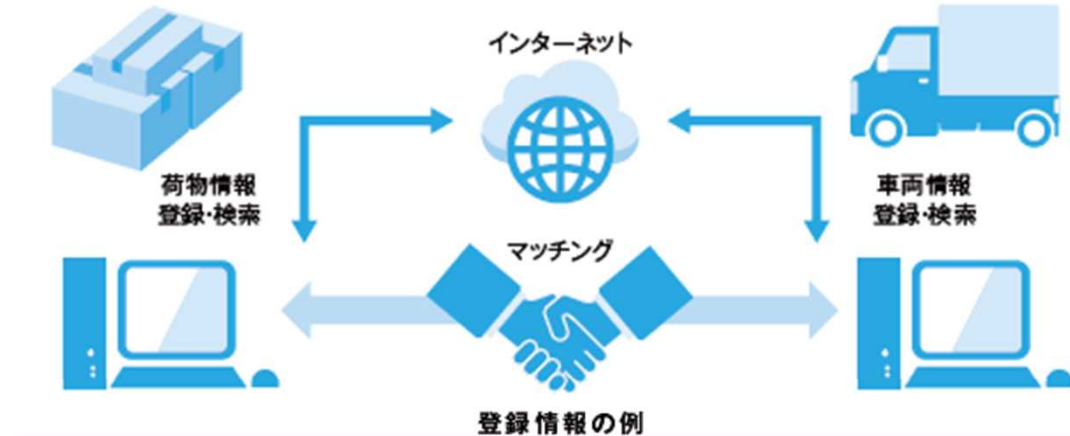 インターネット
荷物情報
登録・検索
車両情報
登録・検索
マッチング
登録情報の例